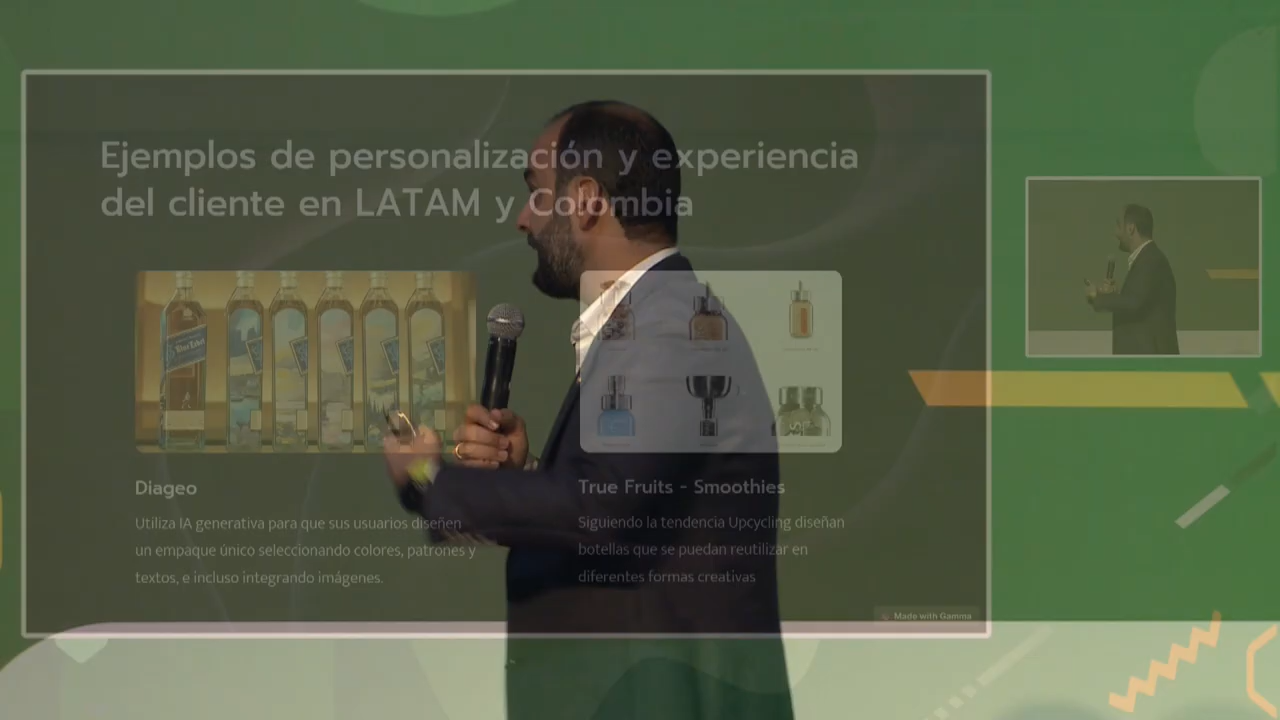 Ejemplos de personalización y experiencia
del cliente en LATAM y Colombia
Diageo
Utiliza IA generativa para que sus usuarios diseñen
un empaque único seleccionando colores, patrones y
textos, e incluso integrando imágenes.
True Fruits - Smoothies
Siguiendo la tendencia Upcycling diseñan
botellas que se puedan reutilizar en
diferentes formas creativas
Made with Gamma